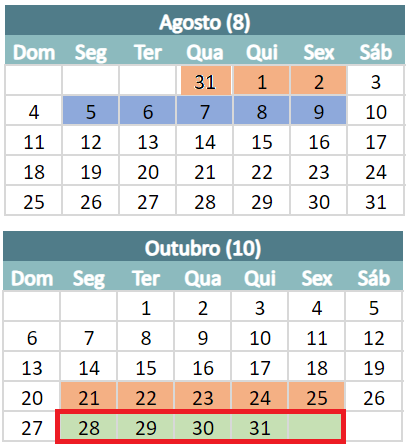 Agosto (8)
Dom Seg Ter Qua Qui Sex Sáb
31 1 2 3
4 5 6 7 8 9 10
11 12 13 14 15 16 17
18 19 20 21 22 23 24
25 26 27 28 29 30 31
Outubro (10)
Dom Seg Ter Qua Qui Sex Sáb
1 2 3 4 5
6 7 8 9 10 11 12
13 14 15 16 17 18 19
20 21 22 23 24 25 26
27 28 29 30 31